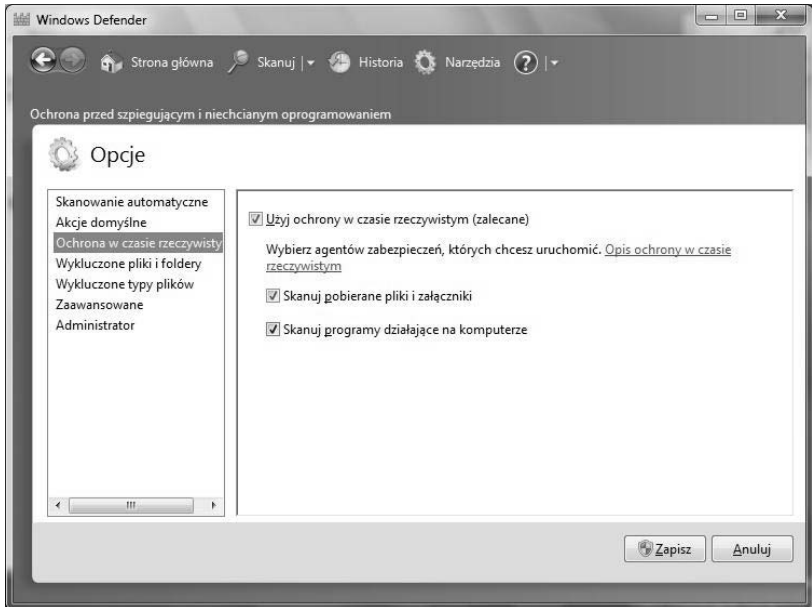 Windows Defender
Strona główna Skanuj Historia Narzędzia ?
Ochrona przed szpiegującym i niechcianym oprogramowaniem
Opcje
Skanowanie automatyczne
Akcje domyślne
Ochrona w czasie rzeczywisty
Wykluczone pliki i foldery
Wykluczone typy plików
Zaawansowane
Administrator
Użyj ochrony w czasie rzeczywistym (zalecane)
Wybierz agentów zabezpieczeń, których chcesz uruchomić. Opis ochrony w czasie
rzeczywistym
Skanuj pobierane pliki i załączniki
Skanuj programy działające na komputerze
Zapisz Anuluj